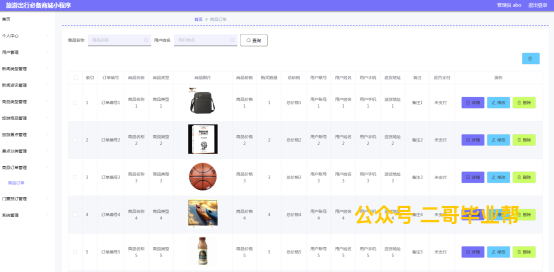 旅游出行必备商城小程序
管理员 abo 退出登录
首页
首页 > 商品订单
个人中心
商品名称 商品名称 用户姓名 用户姓名 查询
用户管理
新闻资讯管理
商品类型管理
旅游景点管理
景点分类管理
商品订单管理
商品订单
门票预订管理
系统管理
索引 订单编号 商品名称 商品类型 商品图片 商品价格 购买数量 总价格 用户账号 用户姓名 用户手机 送货地址 备注 是否支付 操作
1 订单编号1 商品名称1 商品类型1 商品价格1 1 总价格1 用户账号1 用户姓名1 用户手机1 送货地址1 备注1 未支付 详情 修改 删除
2 订单编号2 商品名称2 商品类型2 商品价格2 2 总价格2 用户账号2 用户姓名2 用户手机2 送货地址2 备注2 未支付 详情 修改 删除
3 订单编号3 商品名称3 商品类型3 商品价格3 3 总价格3 用户账号3 用户姓名3 用户手机3 送货地址3 备注3 未支付 详情 修改 删除
4 订单编号4 商品名称4 商品类型4 商品价格4 4 总价格4 用户账号4 用户姓名4 用户手机4 送货地址4 备注4 未支付 详情 修改 删除
公众号 二哥毕业帮
5 订单编号5 商品名称5 商品类型5 商品价格5 5 总价格5 用户账号5 用户姓名5 用户手机5 送货地址5 备注5 未支付 详情 修改 删除